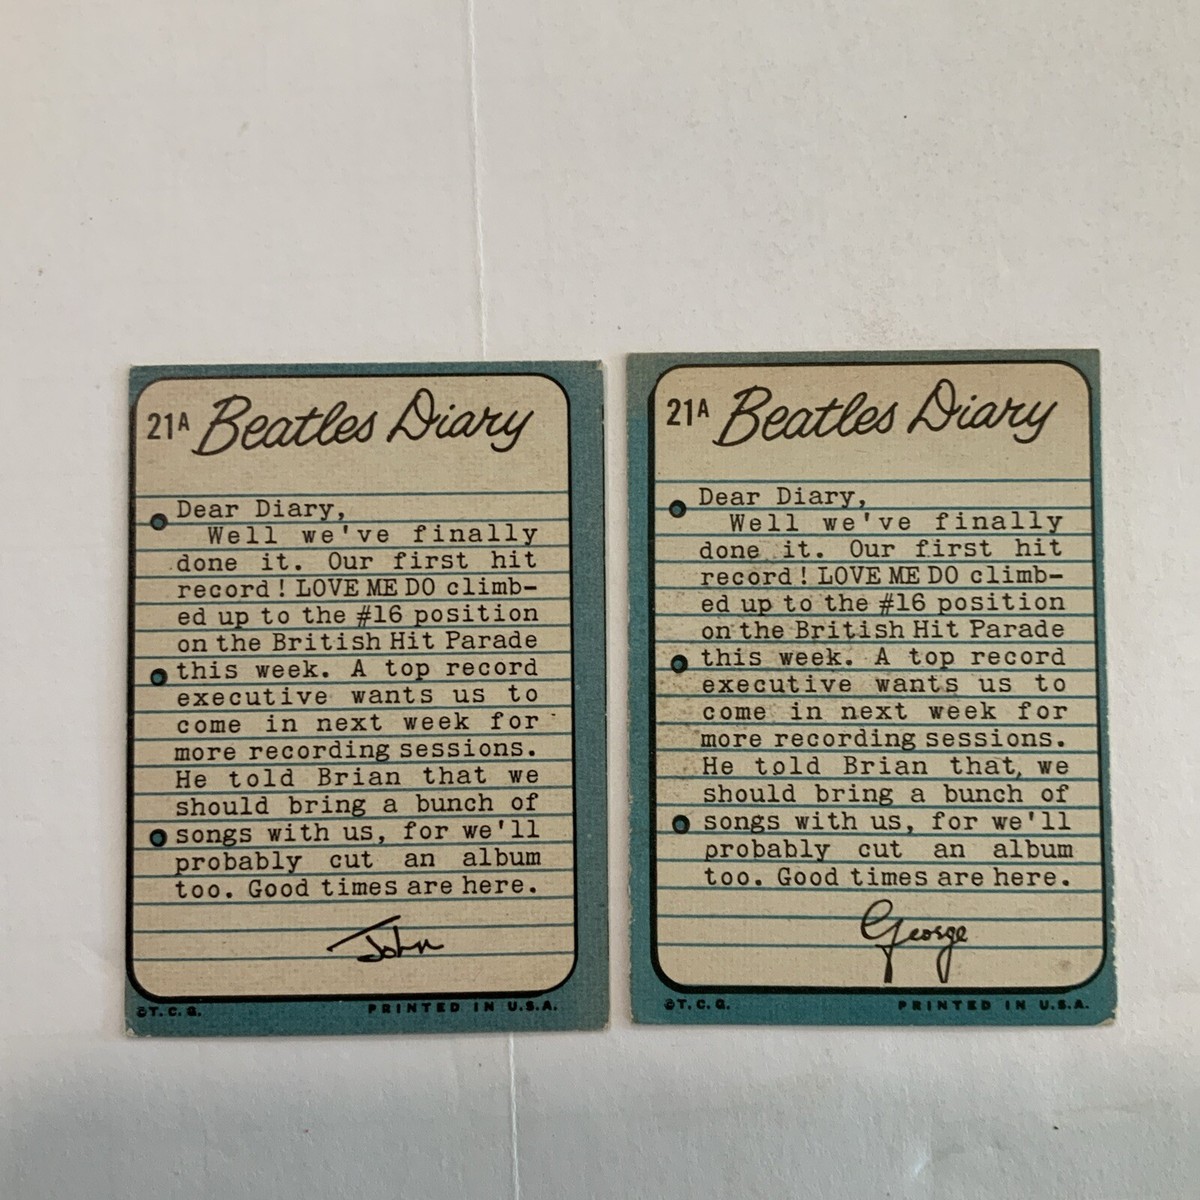 21A Beatles Diary
Dear Diary,
Well we've finally
done it. Our first hit
record! LOVE ME DO climb-
ed up to the #16 position
on the British Hit Parade
this week. A top record
executive wants us to
come in next week for
more recording sessions.
He told Brian that we
should bring a bunch of
songs with us, for we'll
probably cut an album
too. Good times are here.
John
©T.C.G. PRINTED IN U.S.A.
21A Beatles Diary
Dear Diary,
Well we've finally
done it. Our first hit
record! LOVE ME DO climb-
ed up to the #16 position
on the British Hit Parade
this week. A top record
executive wants us to
come in next week for
more recording sessions.
He told Brian that, we
should bring a bunch of
songs with us, for we'll
probably cut an album
too. Good times are here.
George
©T.C.G. PRINTED IN U.S.A.